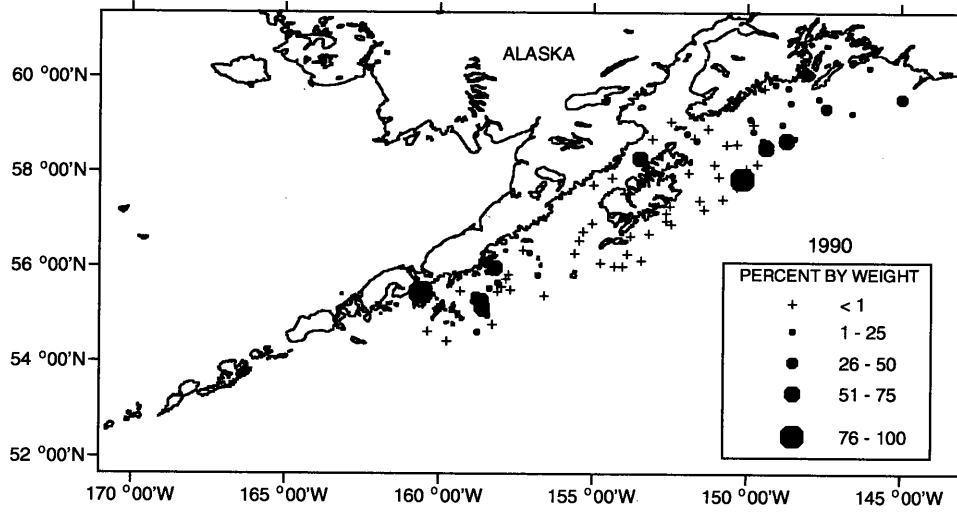 ALASKA
60 °00'N
58 °00'N
56 °00'N
54 °00'N
52 °00'N
1990
PERCENT BY WEIGHT
+ < 1
1 - 25
26 - 50
51 - 75
76 - 100
170 °00'W 165 °00'W 160 °00'W 155 °00'W 150 °00'W 145 °00'W